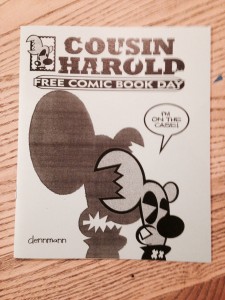 COUSIN
HAROLD
FREE COMIC BOOK DAY
I'M
ON THE
CASE!
dennmann